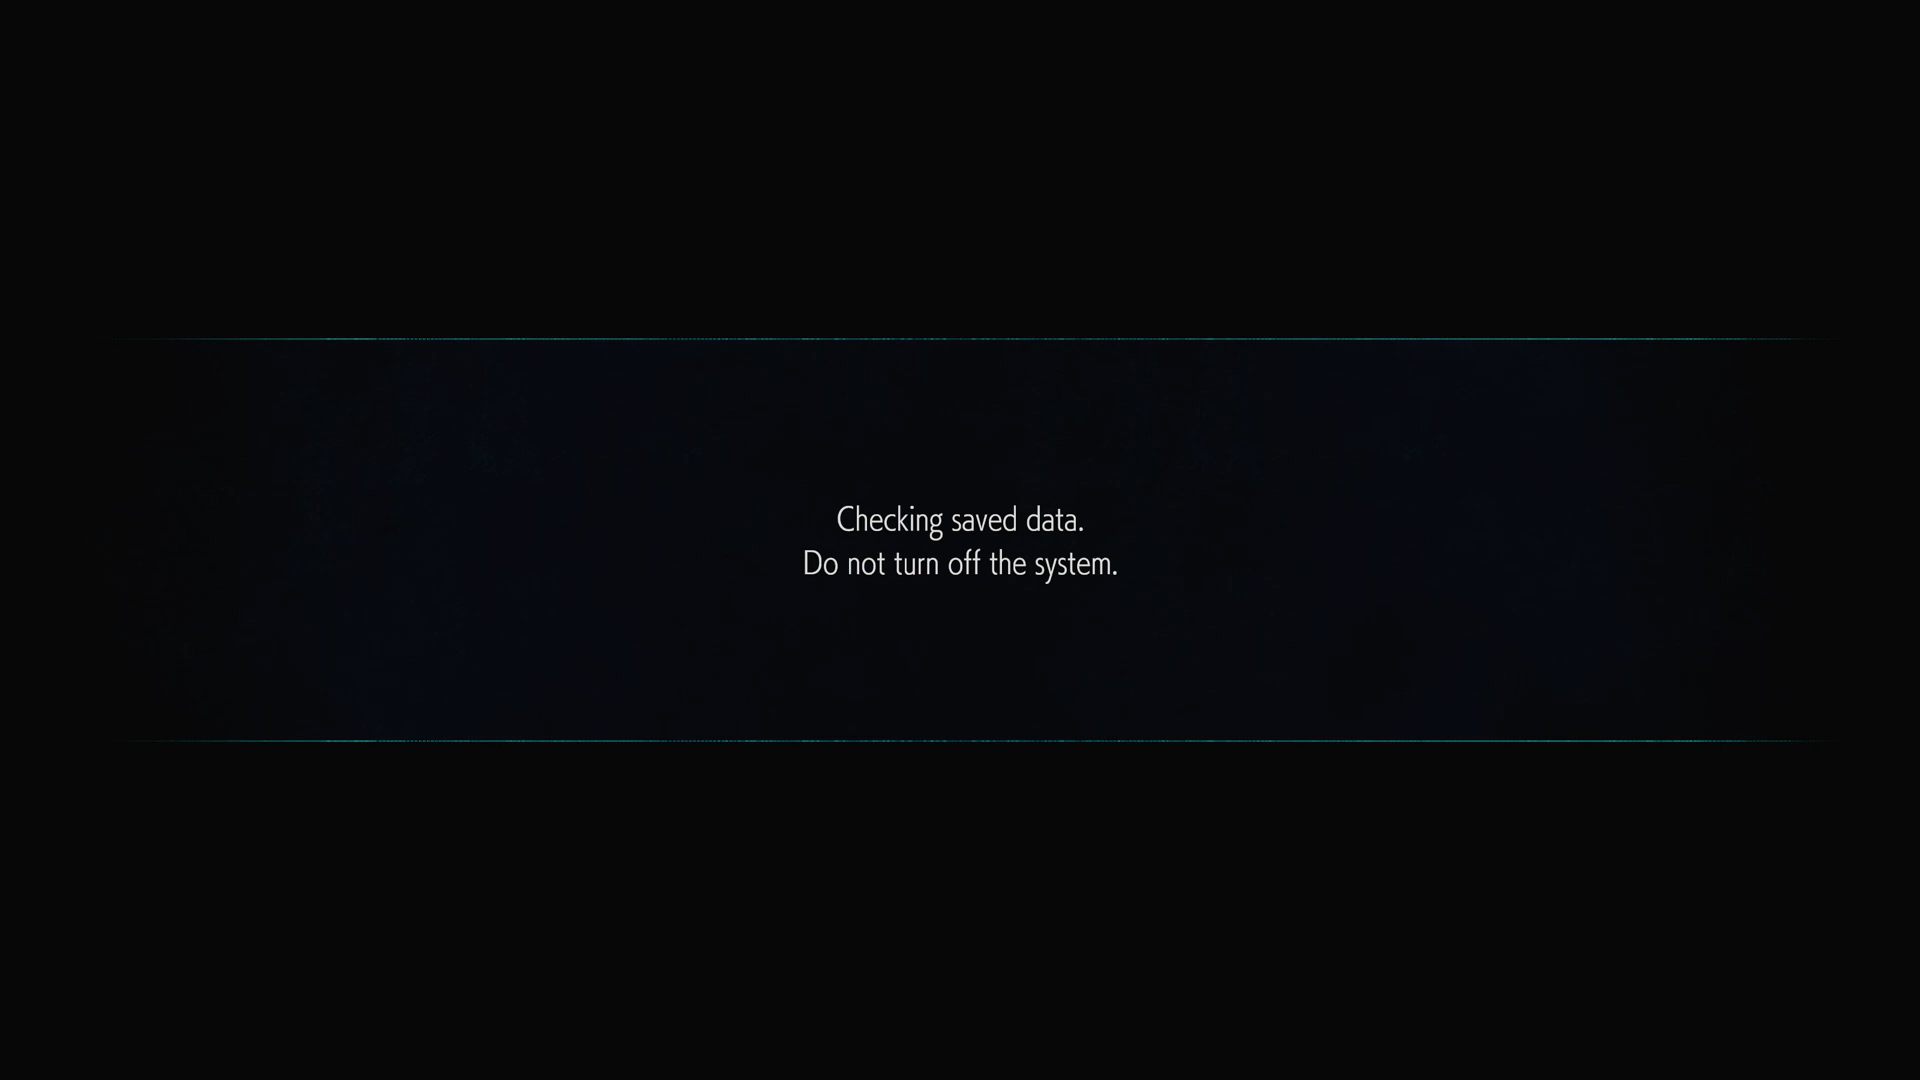 Checking saved data.
Do not turn off the system.